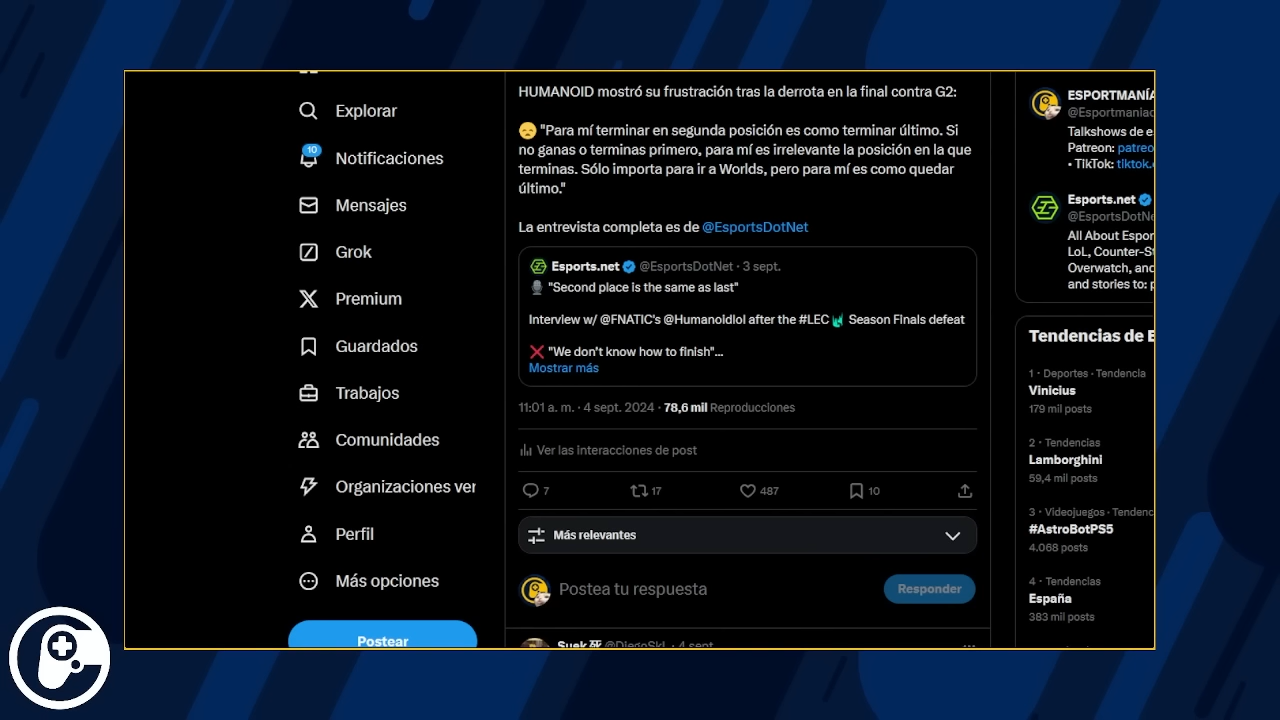 Explorar
10
Notificaciones
Mensajes
Grok
Premium
Guardados
Trabajos
Comunidades
Organizaciones ver
Perfil
Más opciones
Postear
HUMANOID mostró su frustración tras la derrota en la final contra G2:
😞 "Para mí terminar en segunda posición es como terminar último. Si
no ganas o terminas primero, para mí es irrelevante la posición en la que
terminas. Sólo importa para ir a Worlds, pero para mí es como quedar
último."
La entrevista completa es de @EsportsDotNet
Esports.net @EsportsDotNet · 3 sept.
🎙️ "Second place is the same as last"
Interview w/ @FNATIC's @Humanoidlol after the #LEC Season Finals defeat
❌ "We don't know how to finish"...
Mostrar más
11:01 a. m. · 4 sept. 2024 · 78,6 mil Reproducciones
Ver las interacciones de post
7 17 487 10
Más relevantes
Postea tu respuesta
Responder
Suek死 @DiegoSkl · 4 sept.
ESPORTMANÍA
@Esportmaniac
Talkshows de e
Patreon: patreo
• TikTok: tiktok.
Esports.net
@EsportsDotNe
All About Espor
LoL, Counter-St
Overwatch, and
and stories to: p
Tendencias de E
1 · Deportes · Tendencia
Vinicius
179 mil posts
2 · Tendencias
Lamborghini
59,4 mil posts
3 · Videojuegos · Tendenc
#AstroBotPS5
4.068 posts
4 · Tendencias
España
383 mil posts